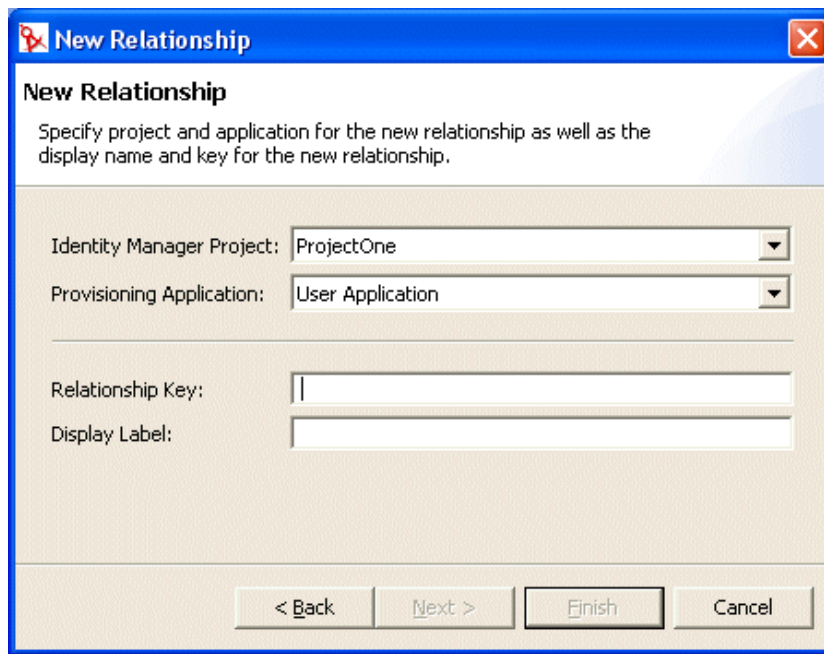 New Relationship
New Relationship
Specify project and application for the new relationship as well as the
display name and key for the new relationship.
Identity Manager Project: ProjectOne
Provisioning Application: User Application
Relationship Key:
Display Label:
< Back Next > Finish Cancel